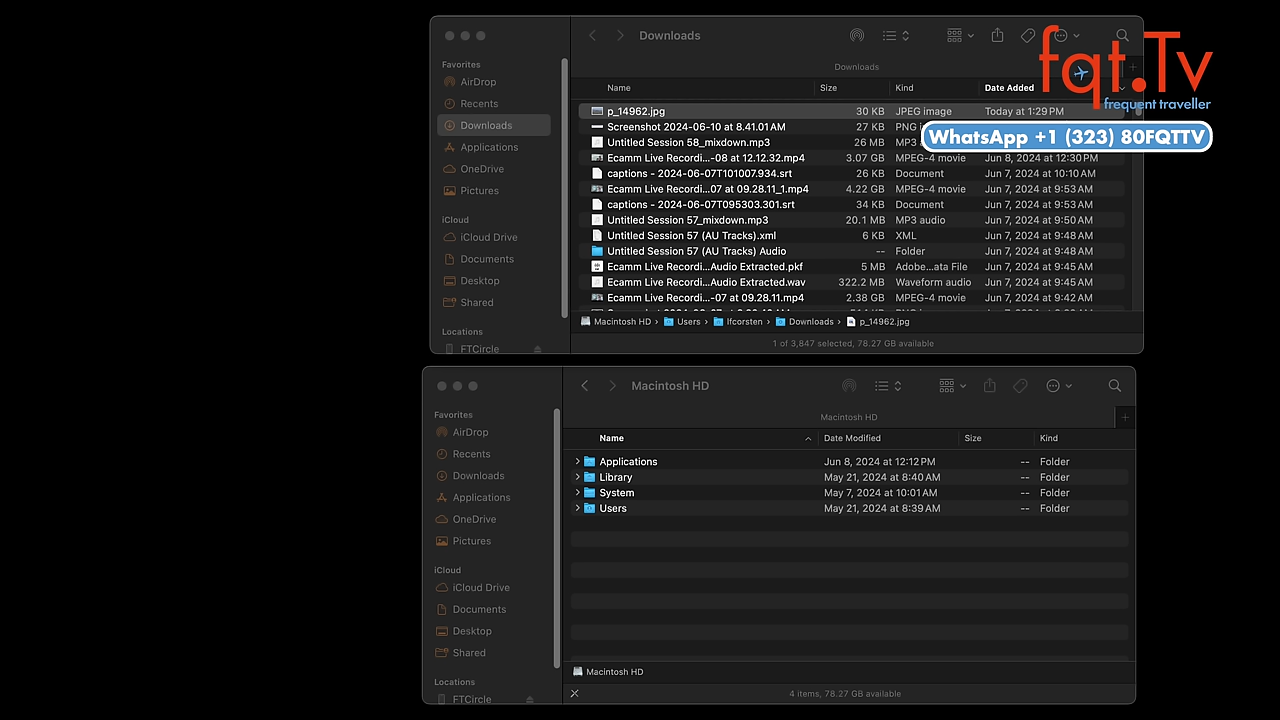 Downloads
Downloads
Favorites
AirDrop
Recents
Downloads
Applications
OneDrive
Pictures
iCloud
iCloud Drive
Documents
Desktop
Shared
Locations
FTCircle
Name Size Kind Date Added
p_14962.jpg 30 KB JPEG image Today at 1:29 PM
Screenshot 2024-06-10 at 8.41.01 AM 27 KB PNG
Untitled Session 58_mixdown.mp3 26 MB MP3
Ecamm Live Recordi...-08 at 12.12.32.mp4 3.07 GB MPEG-4 movie Jun 8, 2024 at 12:30 PM
captions - 2024-06-07T101007.934.srt 26 KB Document Jun 7, 2024 at 10:10 AM
Ecamm Live Recordi...07 at 09.28.11_1.mp4 4.22 GB MPEG-4 movie Jun 7, 2024 at 9:53 AM
captions - 2024-06-07T095303.301.srt 34 KB Document Jun 7, 2024 at 9:53 AM
Untitled Session 57_mixdown.mp3 20.1 MB MP3 audio Jun 7, 2024 at 9:50 AM
Untitled Session 57 (AU Tracks).xml 6 KB XML Jun 7, 2024 at 9:48 AM
Untitled Session 57 (AU Tracks) Audio -- Folder Jun 7, 2024 at 9:48 AM
Ecamm Live Recordi...Audio Extracted.pkf 5 MB Adobe...ata File Jun 7, 2024 at 9:45 AM
Ecamm Live Recordi...Audio Extracted.wav 322.2 MB Waveform audio Jun 7, 2024 at 9:45 AM
Ecamm Live Recordi...-07 at 09.28.11.mp4 2.38 GB MPEG-4 movie Jun 7, 2024 at 9:42 AM
Macintosh HD › Users › lfcorsten › Downloads › p_14962.jpg
1 of 3,847 selected, 78.27 GB available
fqt.Tv
frequent traveller
WhatsApp +1 (323) 80FQTTV
Macintosh HD
Macintosh HD
Favorites
AirDrop
Recents
Downloads
Applications
OneDrive
Pictures
iCloud
iCloud Drive
Documents
Desktop
Shared
Locations
FTCircle
Name Date Modified Size Kind
Applications Jun 8, 2024 at 12:12 PM -- Folder
Library May 21, 2024 at 8:40 AM -- Folder
System May 7, 2024 at 10:01 AM -- Folder
Users May 21, 2024 at 8:39 AM -- Folder
Macintosh HD
4 items, 78.27 GB available